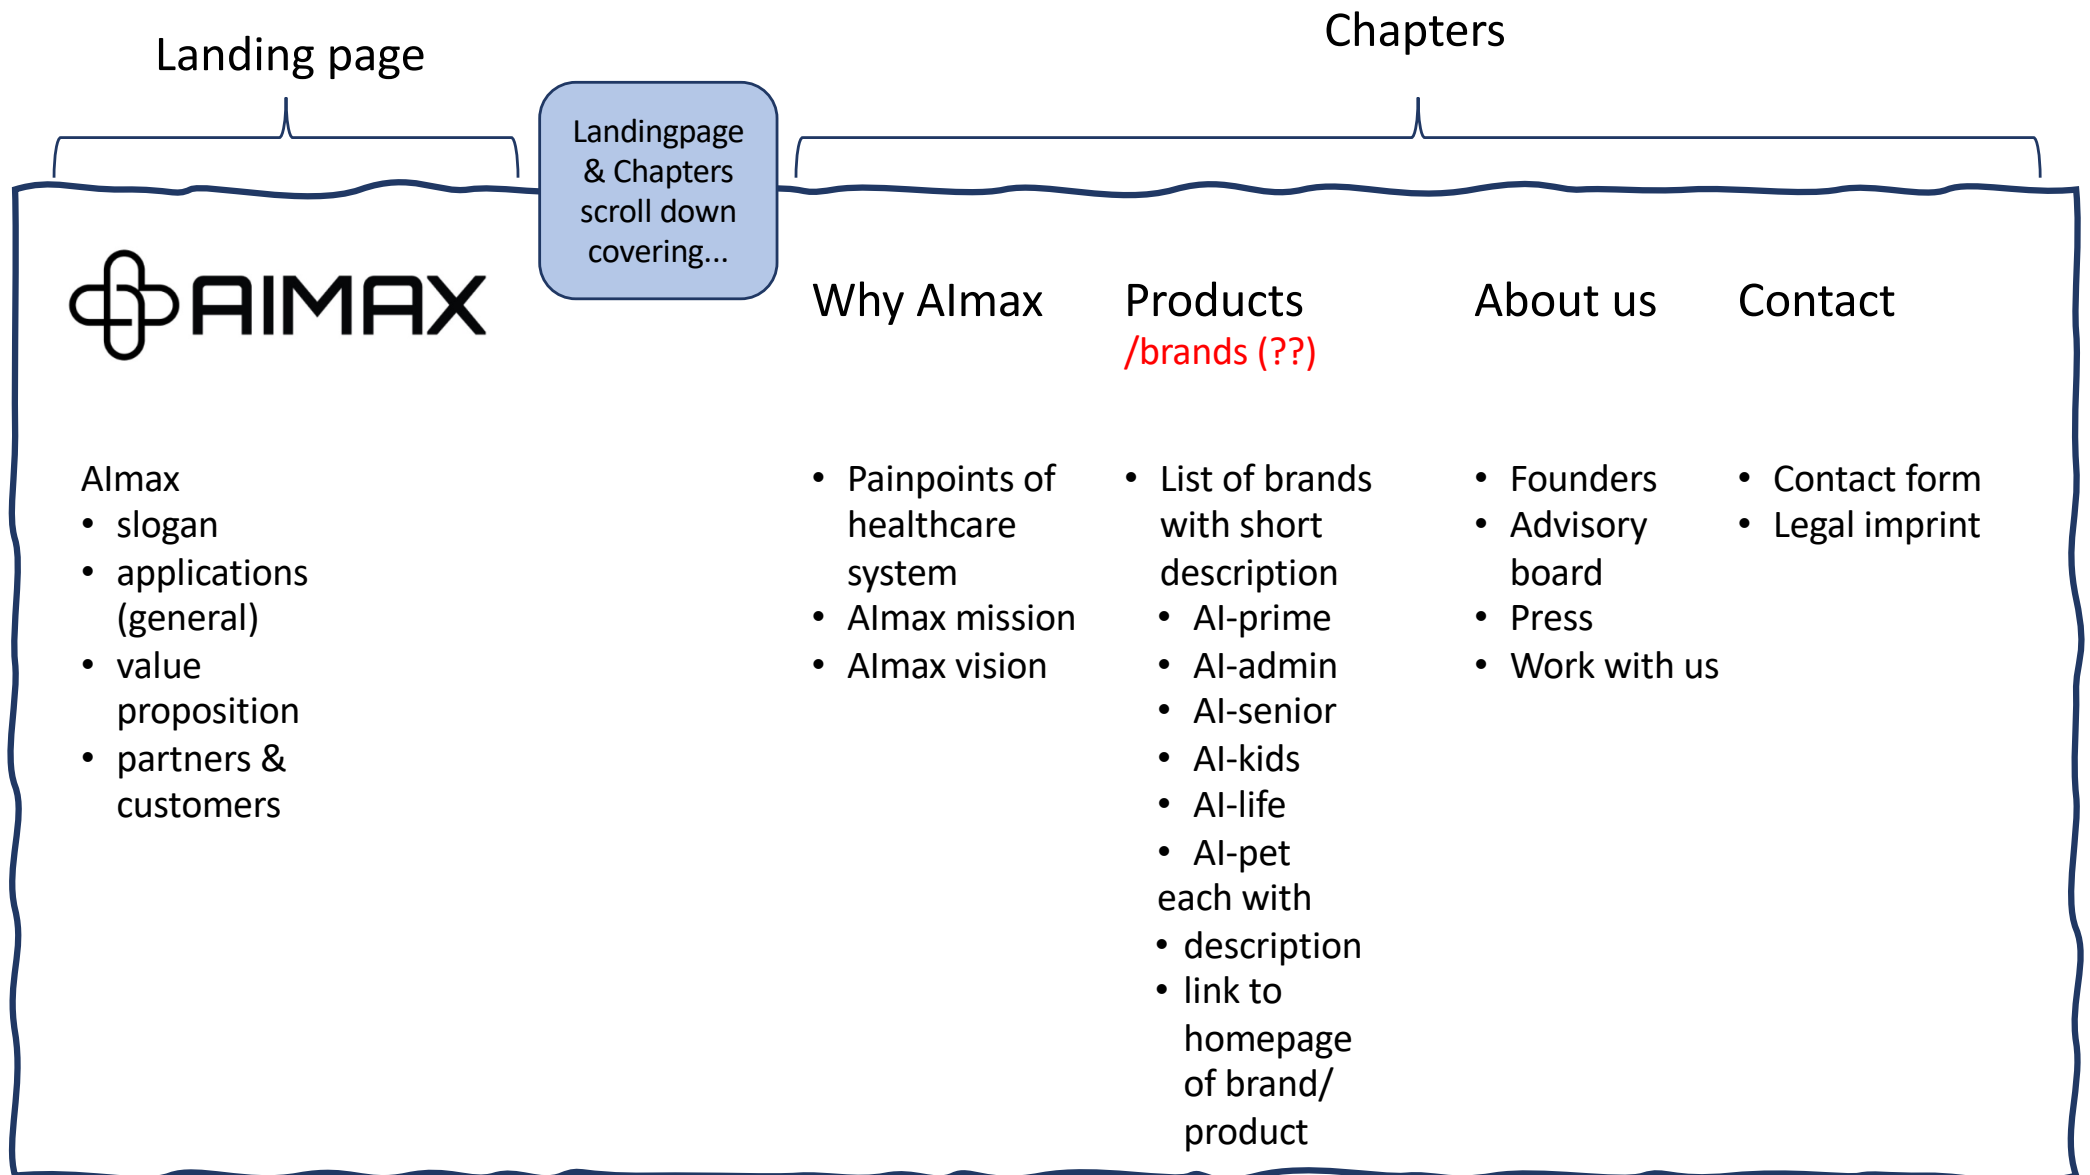 Landing page
Chapters
Landingpage
& Chapters
scroll down
covering...
AIMAX
Why AImax
Products
/brands (??)
About us
Contact
AImax
• slogan
• applications
(general)
• value
proposition
• partners &
customers
• Painpoints of
healthcare
system
• AImax mission
• AImax vision
• List of brands
with short
description
• AI-prime
• AI-admin
• AI-senior
• AI-kids
• AI-life
• AI-pet
each with
• description
• link to
homepage
of brand/
product
• Founders
• Advisory
board
• Press
• Work with us
• Contact form
• Legal imprint